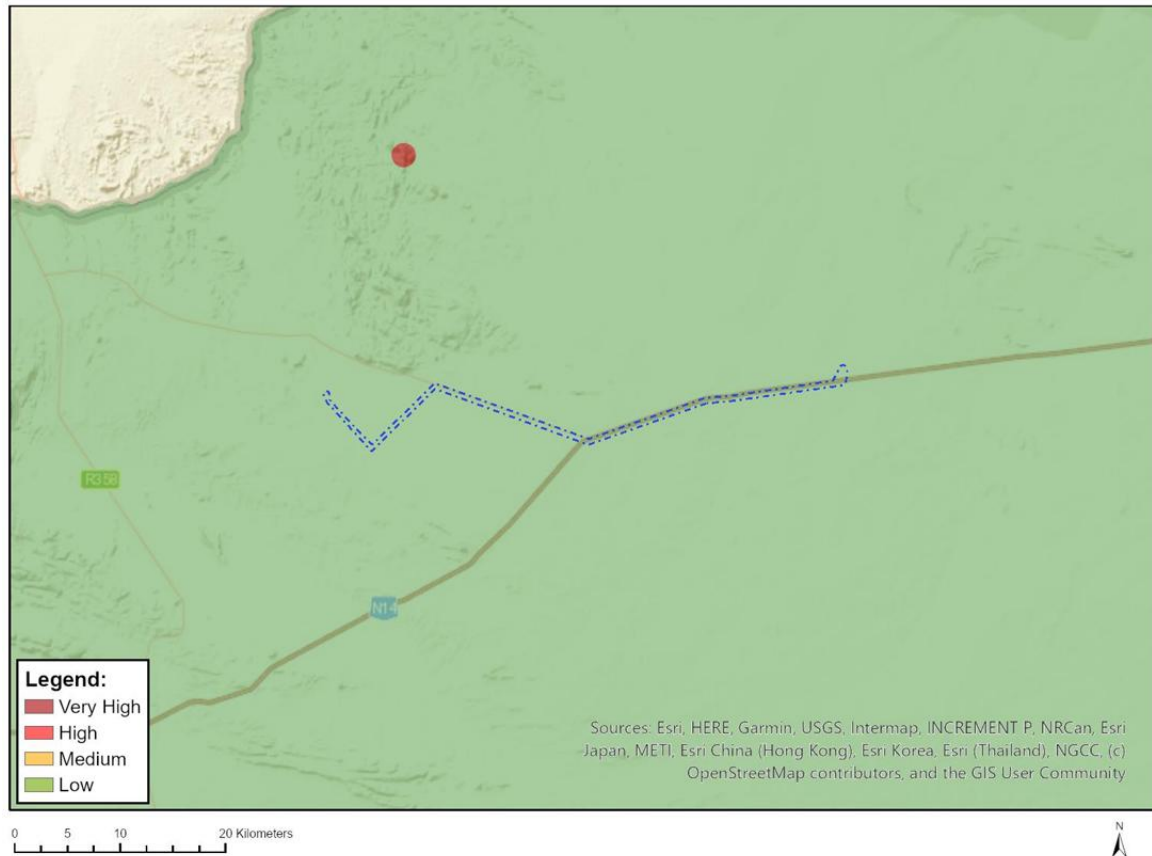 R358
N14
Legend:
Very High
High
Medium
Low
Sources: Esri, HERE, Garmin, USGS, Intermap, INCREMENT P, NRCan, Esri
Japan, METI, Esri China (Hong Kong), Esri Korea, Esri (Thailand), NGCC, (c)
OpenStreetMap contributors, and the GIS User Community
0 5 10 20 Kilometers
N